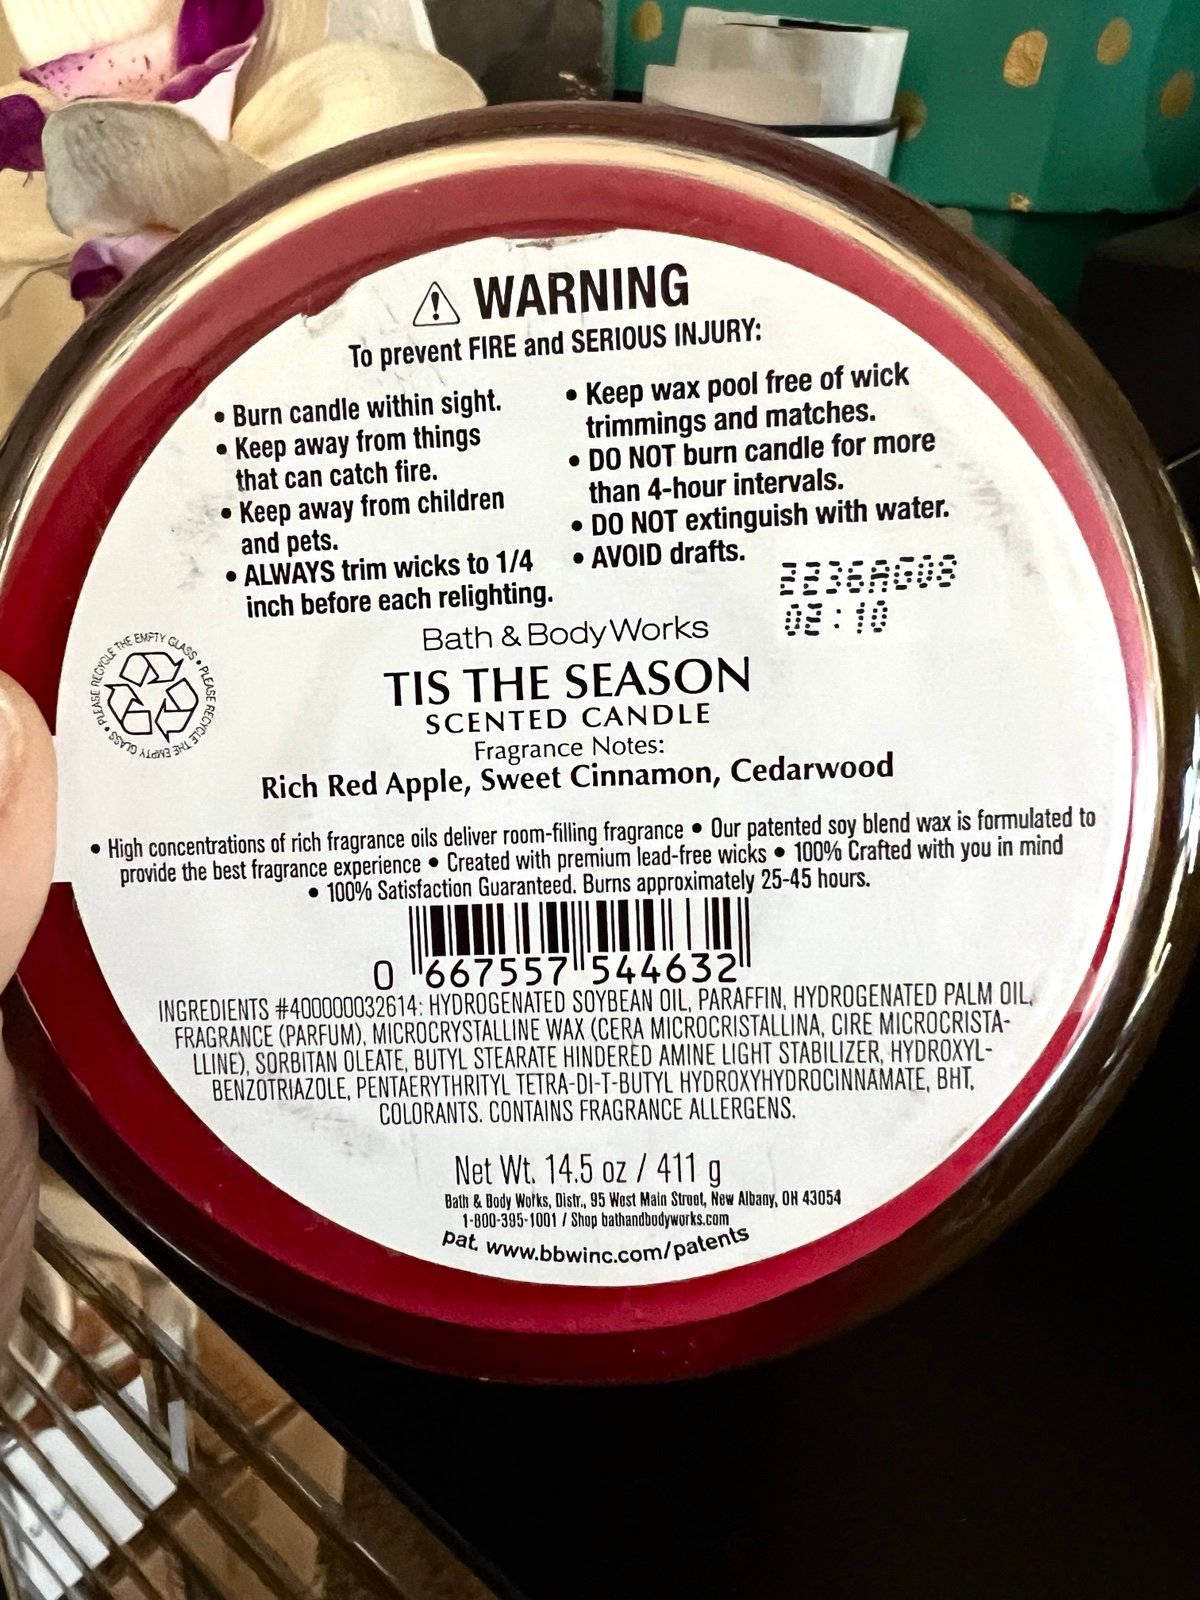 WARNING
To prevent FIRE and SERIOUS INJURY:
• Burn candle within sight.
• Keep away from things
that can catch fire.
• Keep away from children
and pets.
• ALWAYS trim wicks to 1/4
inch before each relighting.
• Keep wax pool free of wick
trimmings and matches.
• DO NOT burn candle for more
than 4-hour intervals.
• DO NOT extinguish with water.
• AVOID drafts.
2236AG08
02:10
PLEASE RECYCLE THE EMPTY GLASS • PLEASE RECYCLE THE EMPTY GLASS •
Bath & Body Works
TIS THE SEASON
SCENTED CANDLE
Fragrance Notes:
Rich Red Apple, Sweet Cinnamon, Cedarwood
• High concentrations of rich fragrance oils deliver room-filling fragrance • Our patented soy blend wax is formulated to
provide the best fragrance experience • Created with premium lead-free wicks • 100% Crafted with you in mind
• 100% Satisfaction Guaranteed. Burns approximately 25-45 hours.
0 667557 544632
INGREDIENTS #400000032614: HYDROGENATED SOYBEAN OIL, PARAFFIN, HYDROGENATED PALM OIL,
FRAGRANCE (PARFUM), MICROCRYSTALLINE WAX (CERA MICROCRISTALLINA, CIRE MICROCRISTA-
LLINE), SORBITAN OLEATE, BUTYL STEARATE HINDERED AMINE LIGHT STABILIZER, HYDROXYL-
BENZOTRIAZOLE, PENTAERYTHRITYL TETRA-DI-T-BUTYL HYDROXYHYDROCINNAMATE, BHT,
COLORANTS. CONTAINS FRAGRANCE ALLERGENS.
Net Wt. 14.5 oz / 411 g
Bath & Body Works, Distr., 95 West Main Street, New Albany, OH 43054
1-800-395-1001 / Shop bathandbodyworks.com
pat. www.bbwinc.com/patents